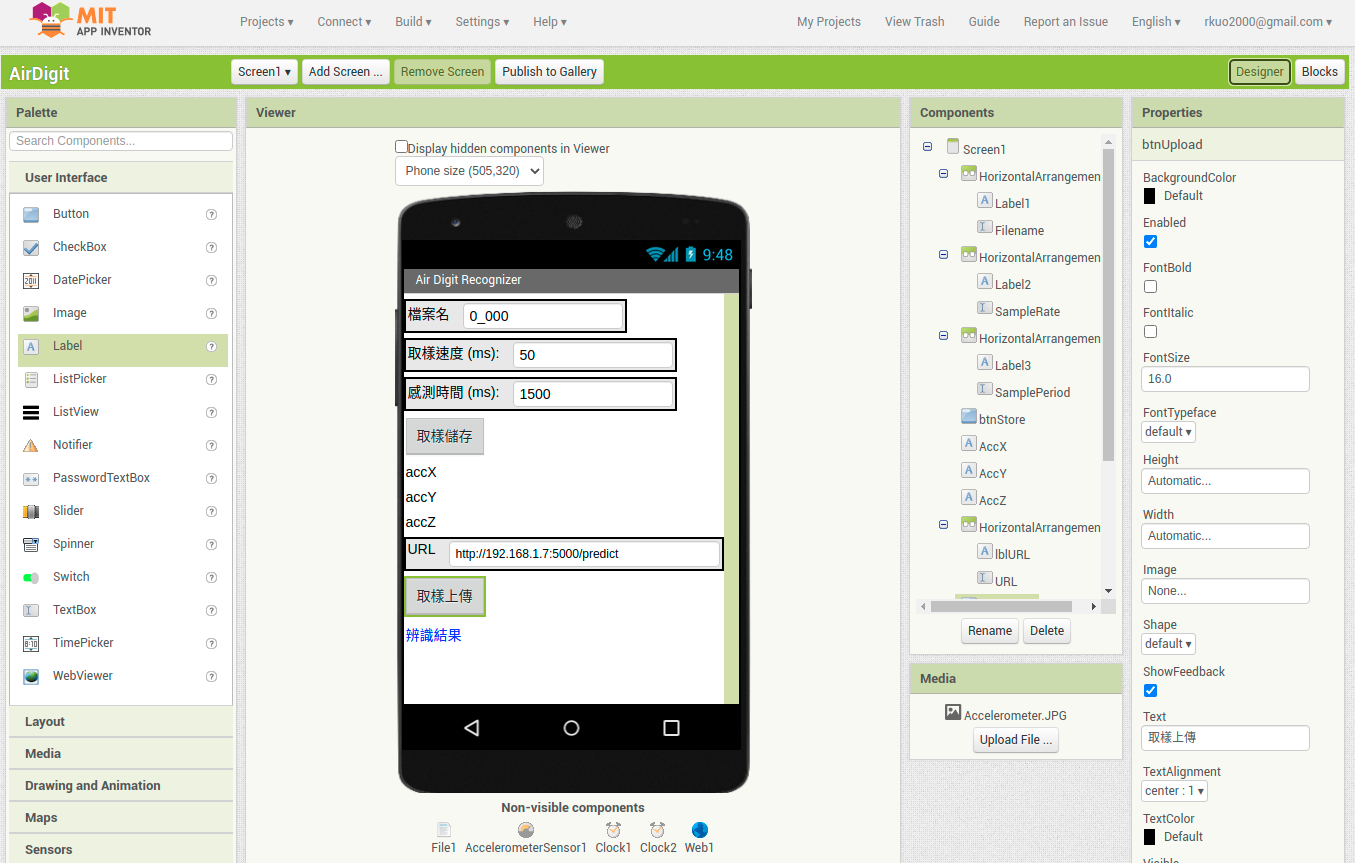 MIT
APP INVENTOR
Projects ▾ Connect ▾ Build ▾ Settings ▾ Help ▾ My Projects View Trash Guide Report an Issue English ▾ rkuo2000@gmail.com ▾
AirDigit Screen1 ▾ Add Screen ... Remove Screen Publish to Gallery Designer Blocks
Palette
Search Components...
User Interface
Button ?
CheckBox ?
DatePicker ?
Image ?
Label ?
ListPicker ?
ListView ?
Notifier ?
PasswordTextBox ?
Slider ?
Spinner ?
Switch ?
TextBox ?
TimePicker ?
WebViewer ?
Layout
Media
Drawing and Animation
Maps
Sensors
Viewer
Display hidden components in Viewer
Phone size (505,320)
9:48
Air Digit Recognizer
檔案名 0_000
取樣速度 (ms): 50
感測時間 (ms): 1500
取樣儲存
accX
accY
accZ
URL http://192.168.1.7:5000/predict
取樣上傳
辨識結果
Non-visible components
File1 AccelerometerSensor1 Clock1 Clock2 Web1
Components
Screen1
HorizontalArrangemen
Label1
Filename
HorizontalArrangemen
Label2
SampleRate
HorizontalArrangemen
Label3
SamplePeriod
btnStore
AccX
AccY
AccZ
HorizontalArrangemen
lblURL
URL
Rename Delete
Media
Accelerometer.JPG
Upload File ...
Properties
btnUpload
BackgroundColor
Default
Enabled
FontBold
FontItalic
FontSize
16.0
FontTypeface
default ▾
Height
Automatic...
Width
Automatic...
Image
None...
Shape
default ▾
ShowFeedback
Text
取樣上傳
TextAlignment
center : 1 ▾
TextColor
Default
Visible